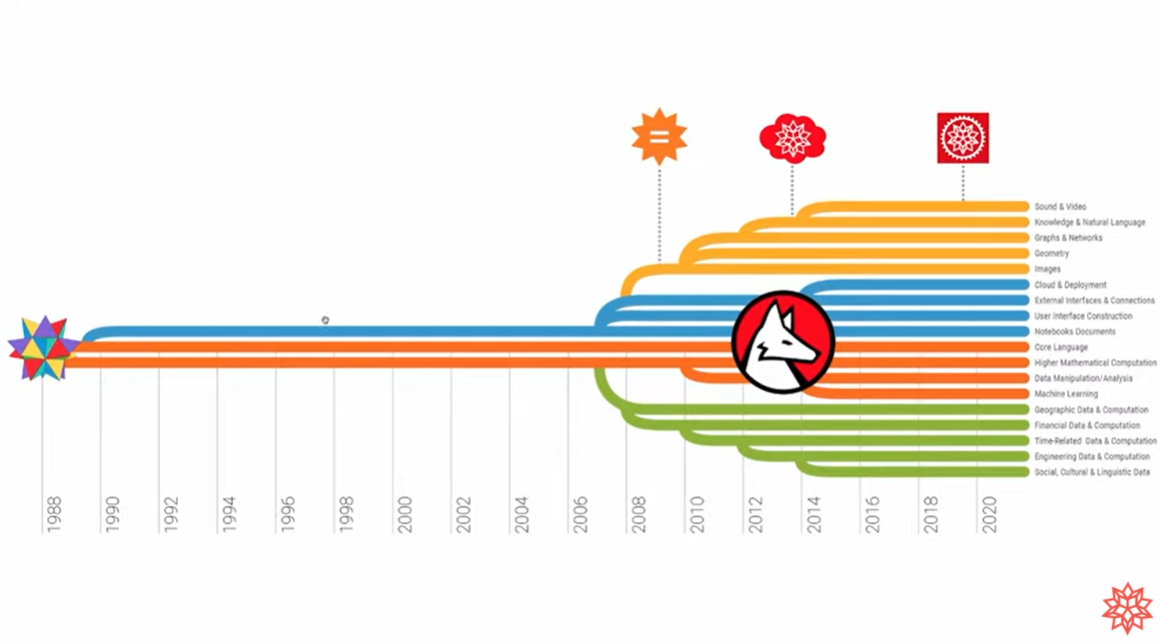 =
Sound & Video
Knowledge & Natural Language
Graphs & Networks
Geometry
Images
Cloud & Deployment
External Interfaces & Connections
User Interface Construction
Notebooks Documents
Core Language
Higher Mathematical Computation
Data Manipulation/Analysis
Machine Learning
Geographic Data & Computation
Financial Data & Computation
Time-Related Data & Computation
Engineering Data & Computation
Social, Cultural & Linguistic Data
1988
1990
1992
1994
1996
1998
2000
2002
2004
2006
2008
2010
2012
2014
2016
2018
2020